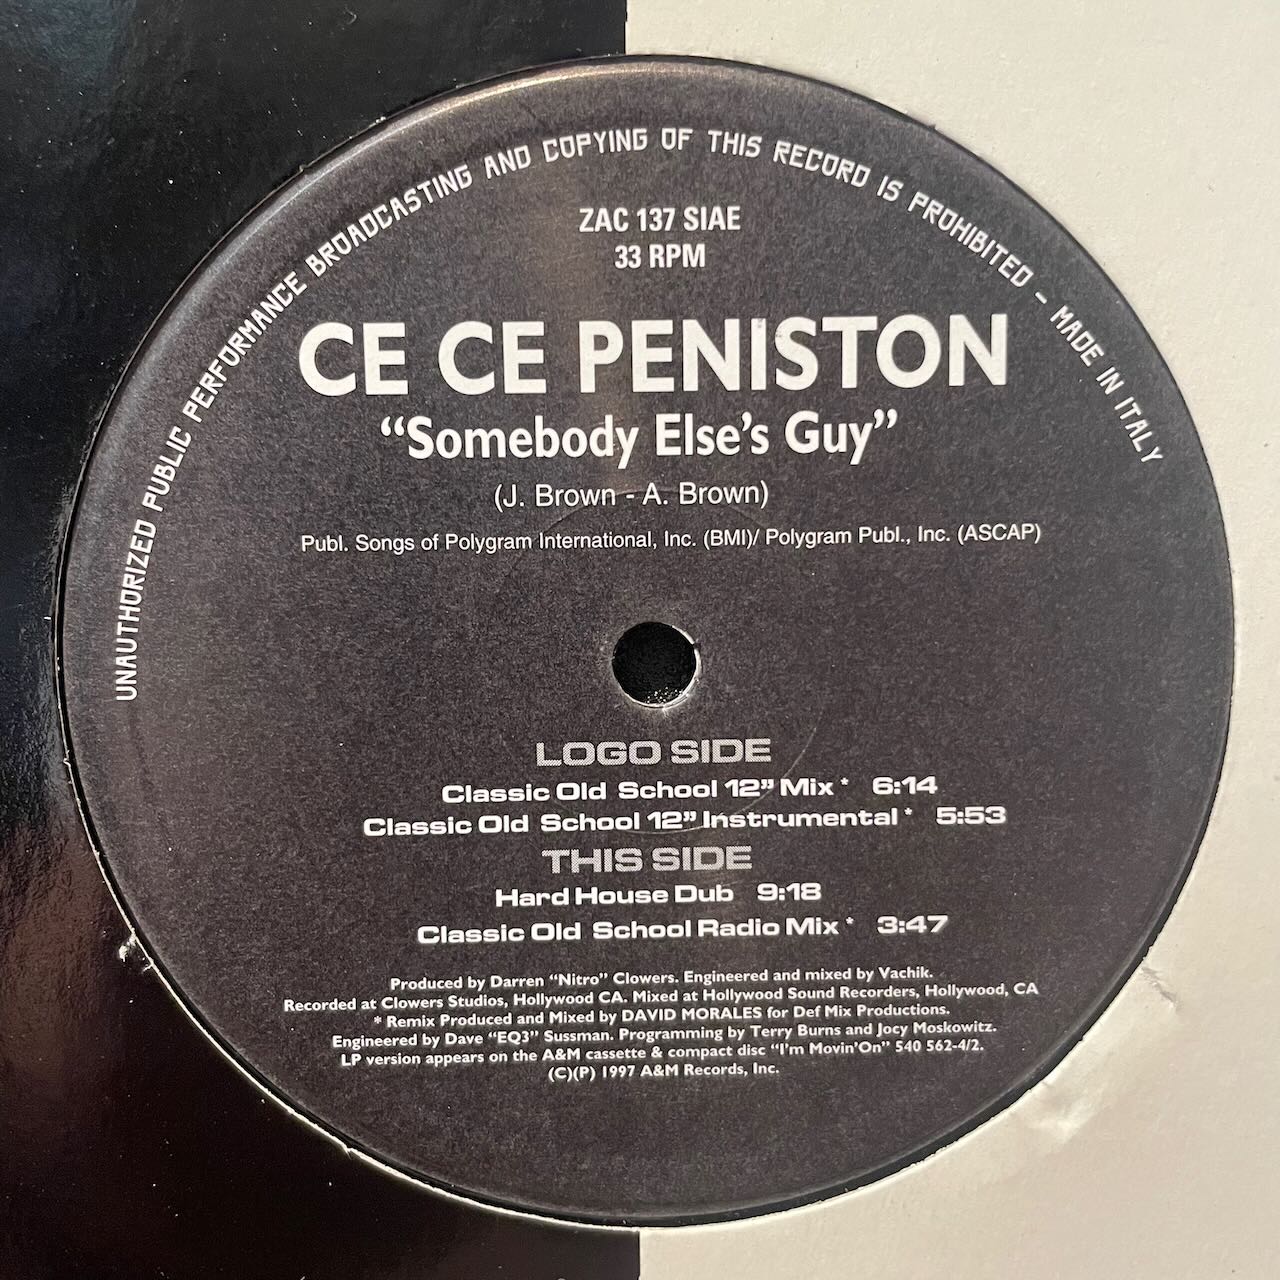 UNAUTHORIZED PUBLIC PERFORMANCE BROADCASTING AND COPYING OF THIS RECORD IS PROHIBITED - MADE IN ITALY
ZAC 137 SIAE
33 RPM
CE CE PENISTON
“Somebody Else’s Guy”
(J. Brown - A. Brown)
Publ. Songs of Polygram International, Inc. (BMI)/ Polygram Publ., Inc. (ASCAP)
LOGO SIDE
Classic Old School 12” Mix * 6:14
Classic Old School 12” Instrumental * 5:53
THIS SIDE
Hard House Dub 9:18
Classic Old School Radio Mix * 3:47
Produced by Darren “Nitro” Clowers. Engineered and mixed by Vachik.
Recorded at Clowers Studios, Hollywood CA. Mixed at Hollywood Sound Recorders, Hollywood, CA
* Remix Produced and Mixed by DAVID MORALES for Def Mix Productions.
Engineered by Dave “EQ3” Sussman. Programming by Terry Burns and Jocy Moskowitz.
LP version appears on the A&M cassette & compact disc “I’m Movin’On” 540 562-4/2.
(C)(P) 1997 A&M Records, Inc.